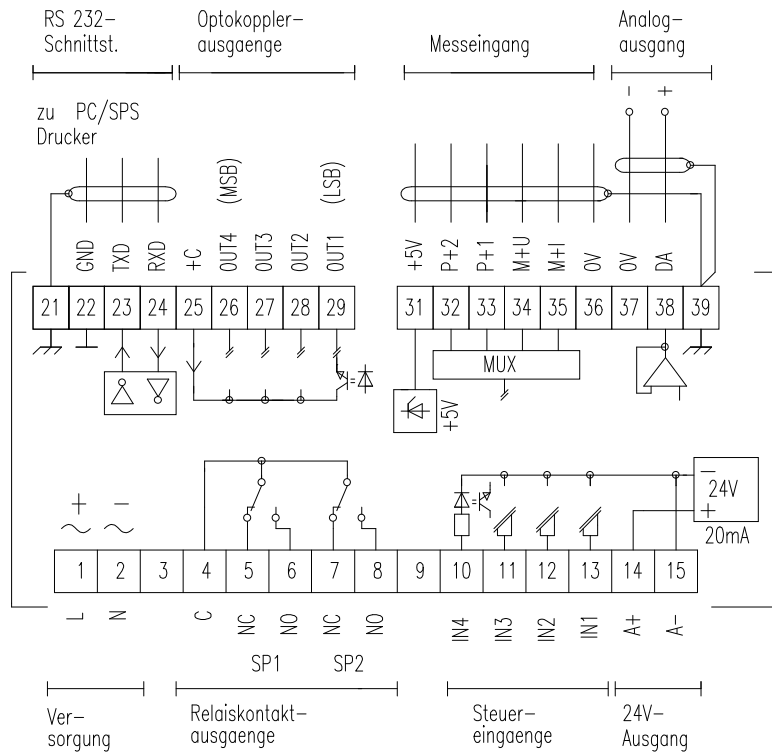 RS 232-
Schnittst.
Optokoppler-
ausgaenge
Messeingang
Analog-
ausgang
zu PC/SPS
Drucker
- +
(MSB)
(LSB)
GND TXD RXD +C OUT4 OUT3 OUT2 OUT1
+5V P+2 P+1 M+U M+I 0V 0V DA
21 22 23 24 25 26 27 28 29
31 32 33 34 35 36 37 38 39
MUX
+5V
+ -
-
24V
+
20mA
1 2 3 4 5 6 7 8 9 10 11 12 13 14 15
L N C NC NO NC NO IN4 IN3 IN2 IN1 A+ A-
SP1 SP2
Ver-
sorgung
Relaiskontakt-
ausgaenge
Steuer-
eingaenge
24V-
Ausgang